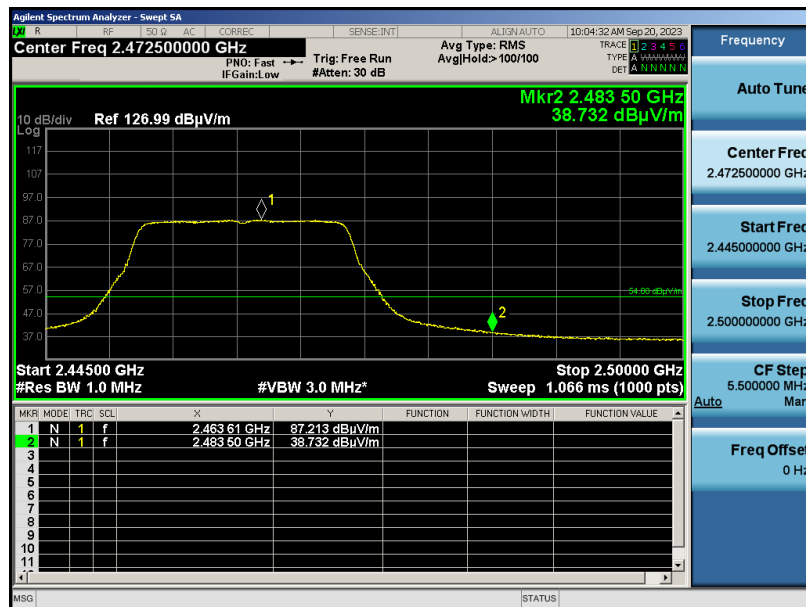 Agilent Spectrum Analyzer - Swept SA
LXI R RF 50 Ω AC CORREC SENSE:INT ALIGN AUTO 10:04:32 AM Sep 20, 2023
Center Freq 2.472500000 GHz
PNO: Fast
IFGain:Low
Trig: Free Run
#Atten: 30 dB
Avg Type: RMS
Avg|Hold:>100/100
TRACE 1 2 3 4 5 6
TYPE A WWWWW
DET A N N N N N
Mkr2 2.483 50 GHz
38.732 dBµV/m
10 dB/div Ref 126.99 dBµV/m
Log
117
107
97.0
87.0
77.0
67.0
57.0
47.0
37.0
1
2
54.00 dBµV/m
Start 2.44500 GHz Stop 2.50000 GHz
#Res BW 1.0 MHz #VBW 3.0 MHz* Sweep 1.066 ms (1000 pts)
MKR MODE TRC SCL X Y FUNCTION FUNCTION WIDTH FUNCTION VALUE
1 N 1 f 2.463 61 GHz 87.213 dBµV/m
2 N 1 f 2.483 50 GHz 38.732 dBµV/m
3
4
5
6
7
8
9
10
11
MSG STATUS
Frequency
Auto Tune
Center Freq
2.472500000 GHz
Start Freq
2.445000000 GHz
Stop Freq
2.500000000 GHz
CF Step
5.500000 MHz
Auto Man
Freq Offset
0 Hz